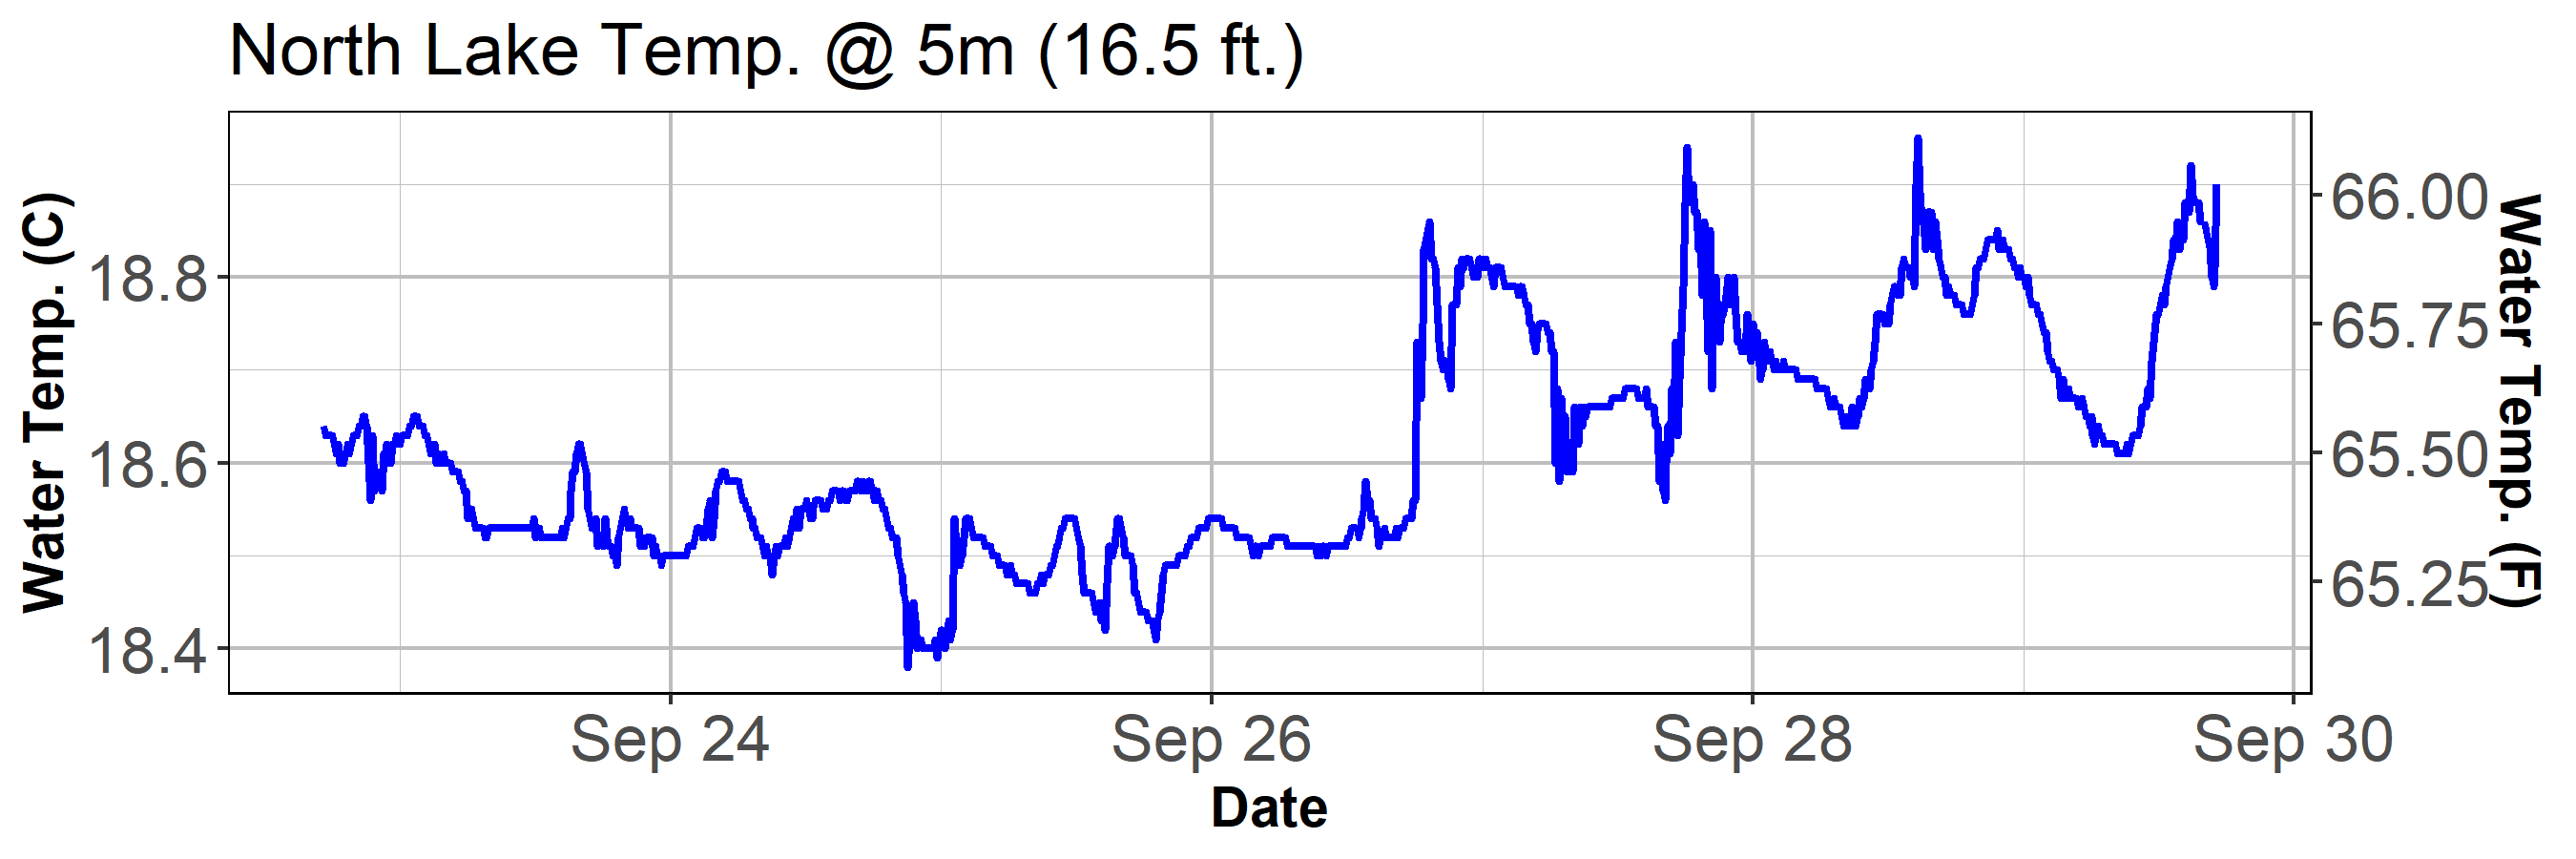 North Lake Temp. @ 5m (16.5 ft.)
Water Temp. (C)
18.8
18.6
18.4
66.00
65.75
65.50
65.25
Water Temp. (F)
Sep 24 Sep 26 Sep 28 Sep 30
Date